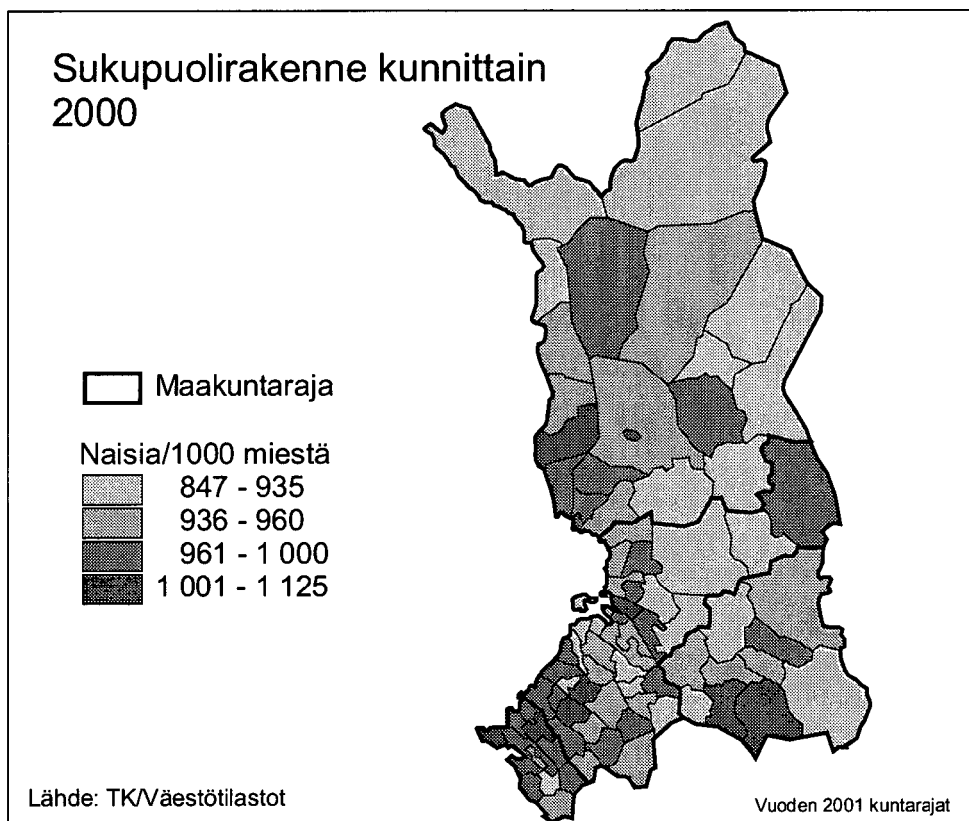 Sukupuolirakenne kunnittain
2000
Maakuntaraja
Naisia/1000 miestä
847 - 935
936 - 960
961 - 1 000
1 001 - 1 125
Lähde: TK/Väestötilastot
Vuoden 2001 kuntarajat